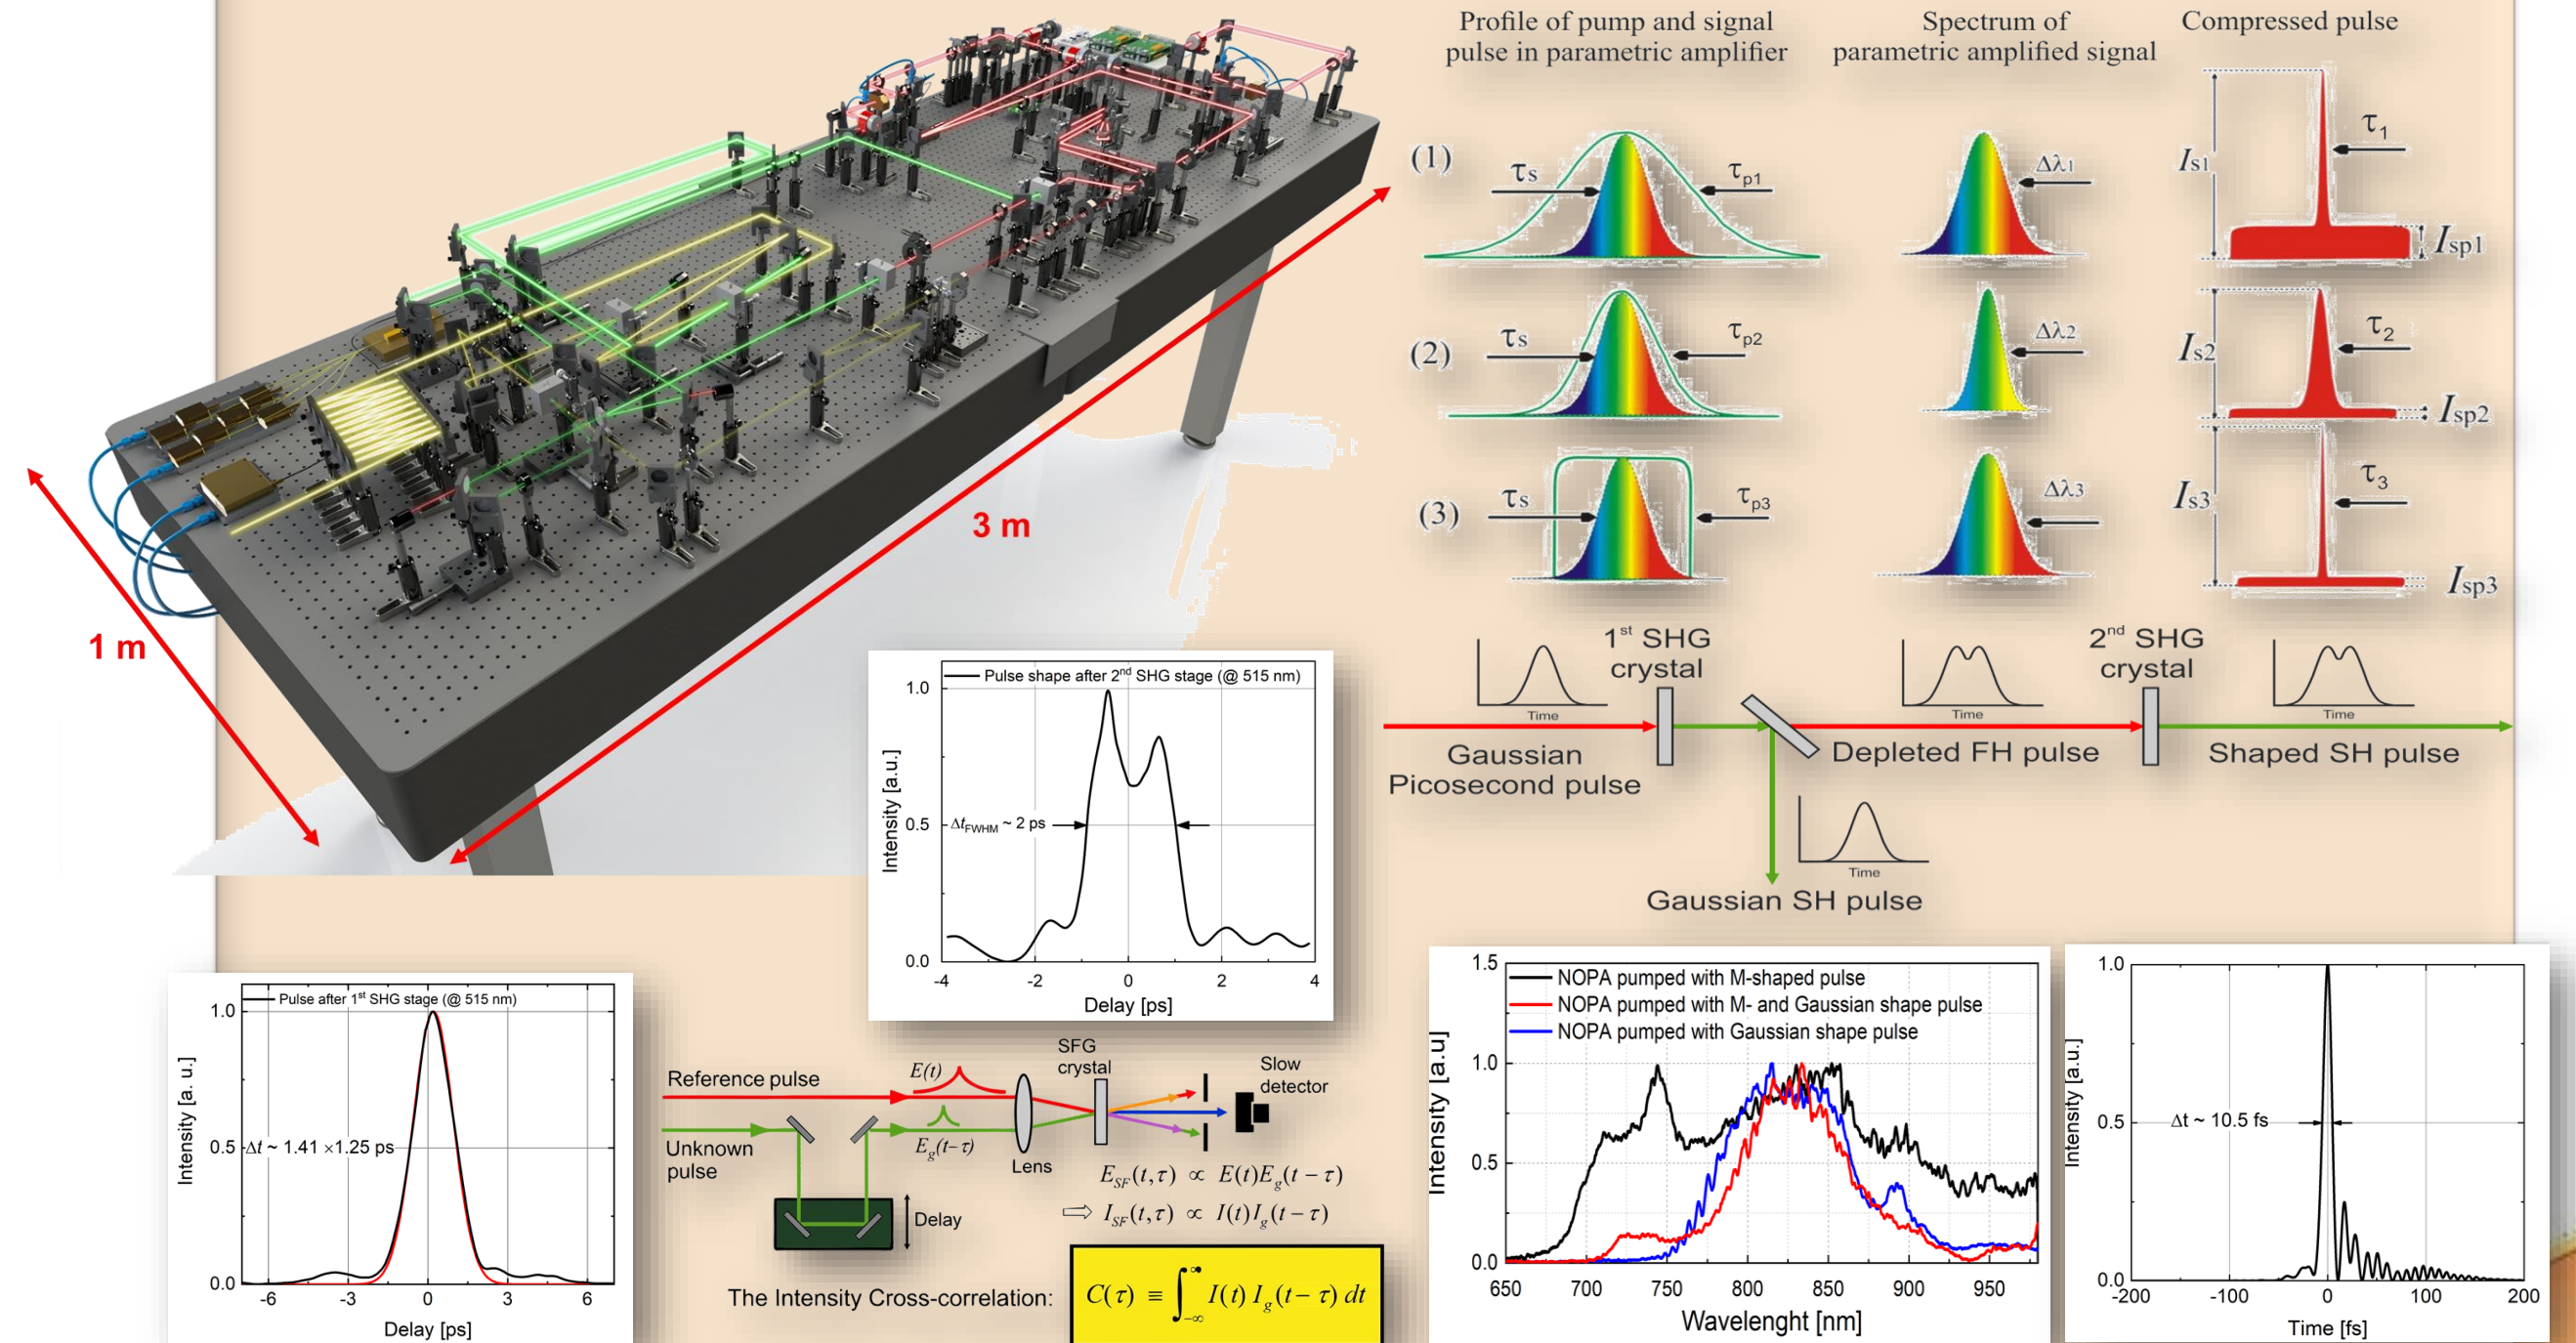 1 m
3 m
Profile of pump and signal
pulse in parametric amplifier
Spectrum of
parametric amplified signal
Compressed pulse
(1)
τs
τp1
Δλ1
Is1
τ1
Isp1
(2)
τs
τp2
Δλ2
Is2
τ2
Isp2
(3)
τs
τp3
Δλ3
Is3
τ3
Isp3
1st SHG
crystal
2nd SHG
crystal
Time
Time
Time
Gaussian
Picosecond pulse
Depleted FH pulse
Shaped SH pulse
Time
Gaussian SH pulse
Pulse shape after 2nd SHG stage (@ 515 nm)
1.0
0.5
0.0
Intensity [a.u.]
ΔtFWHM ~ 2 ps
-4
-2
0
2
4
Delay [ps]
Pulse after 1st SHG stage (@ 515 nm)
1.0
0.5
0.0
Intensity [a. u.]
Δt ~ 1.41 ×1.25 ps
-6
-3
0
3
6
Delay [ps]
Reference pulse
E(t)
SFG
crystal
Slow
detector
Unknown
pulse
Eg(t−τ)
Lens
Delay
ESF(t,τ) ∝ E(t)Eg(t − τ)
⇒ ISF(t,τ) ∝ I(t)Ig(t − τ)
The Intensity Cross-correlation:
C(τ) ≡ ∫−∞∞ I(t) Ig(t − τ) dt
1.5
1.0
0.5
0.0
Intensity [a.u]
NOPA pumped with M-shaped pulse
NOPA pumped with M- and Gaussian shape pulse
NOPA pumped with Gaussian shape pulse
650
700
750
800
850
900
950
Wavelenght [nm]
1.0
0.5
0.0
Intensity [a.u.]
Δt ~ 10.5 fs
-200
-100
0
100
200
Time [fs]